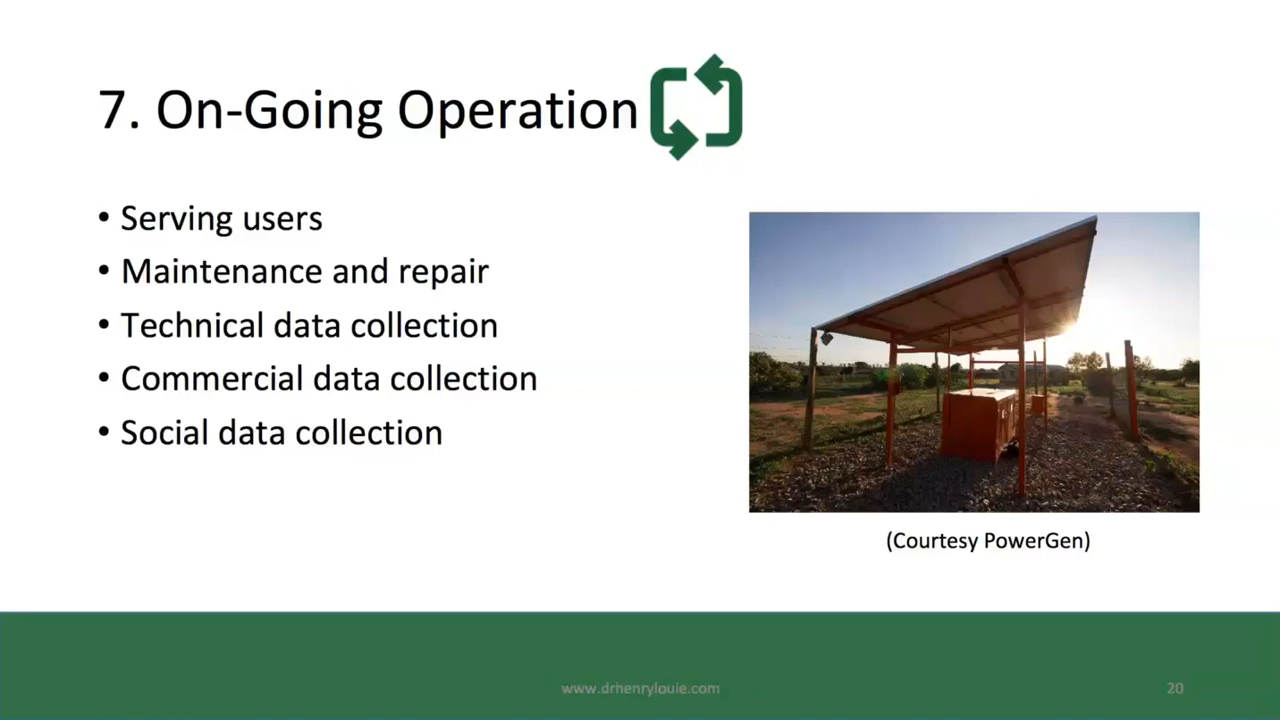 7. On-Going Operation
• Serving users
• Maintenance and repair
• Technical data collection
• Commercial data collection
• Social data collection
(Courtesy PowerGen)
www.drhenrylouie.com
20